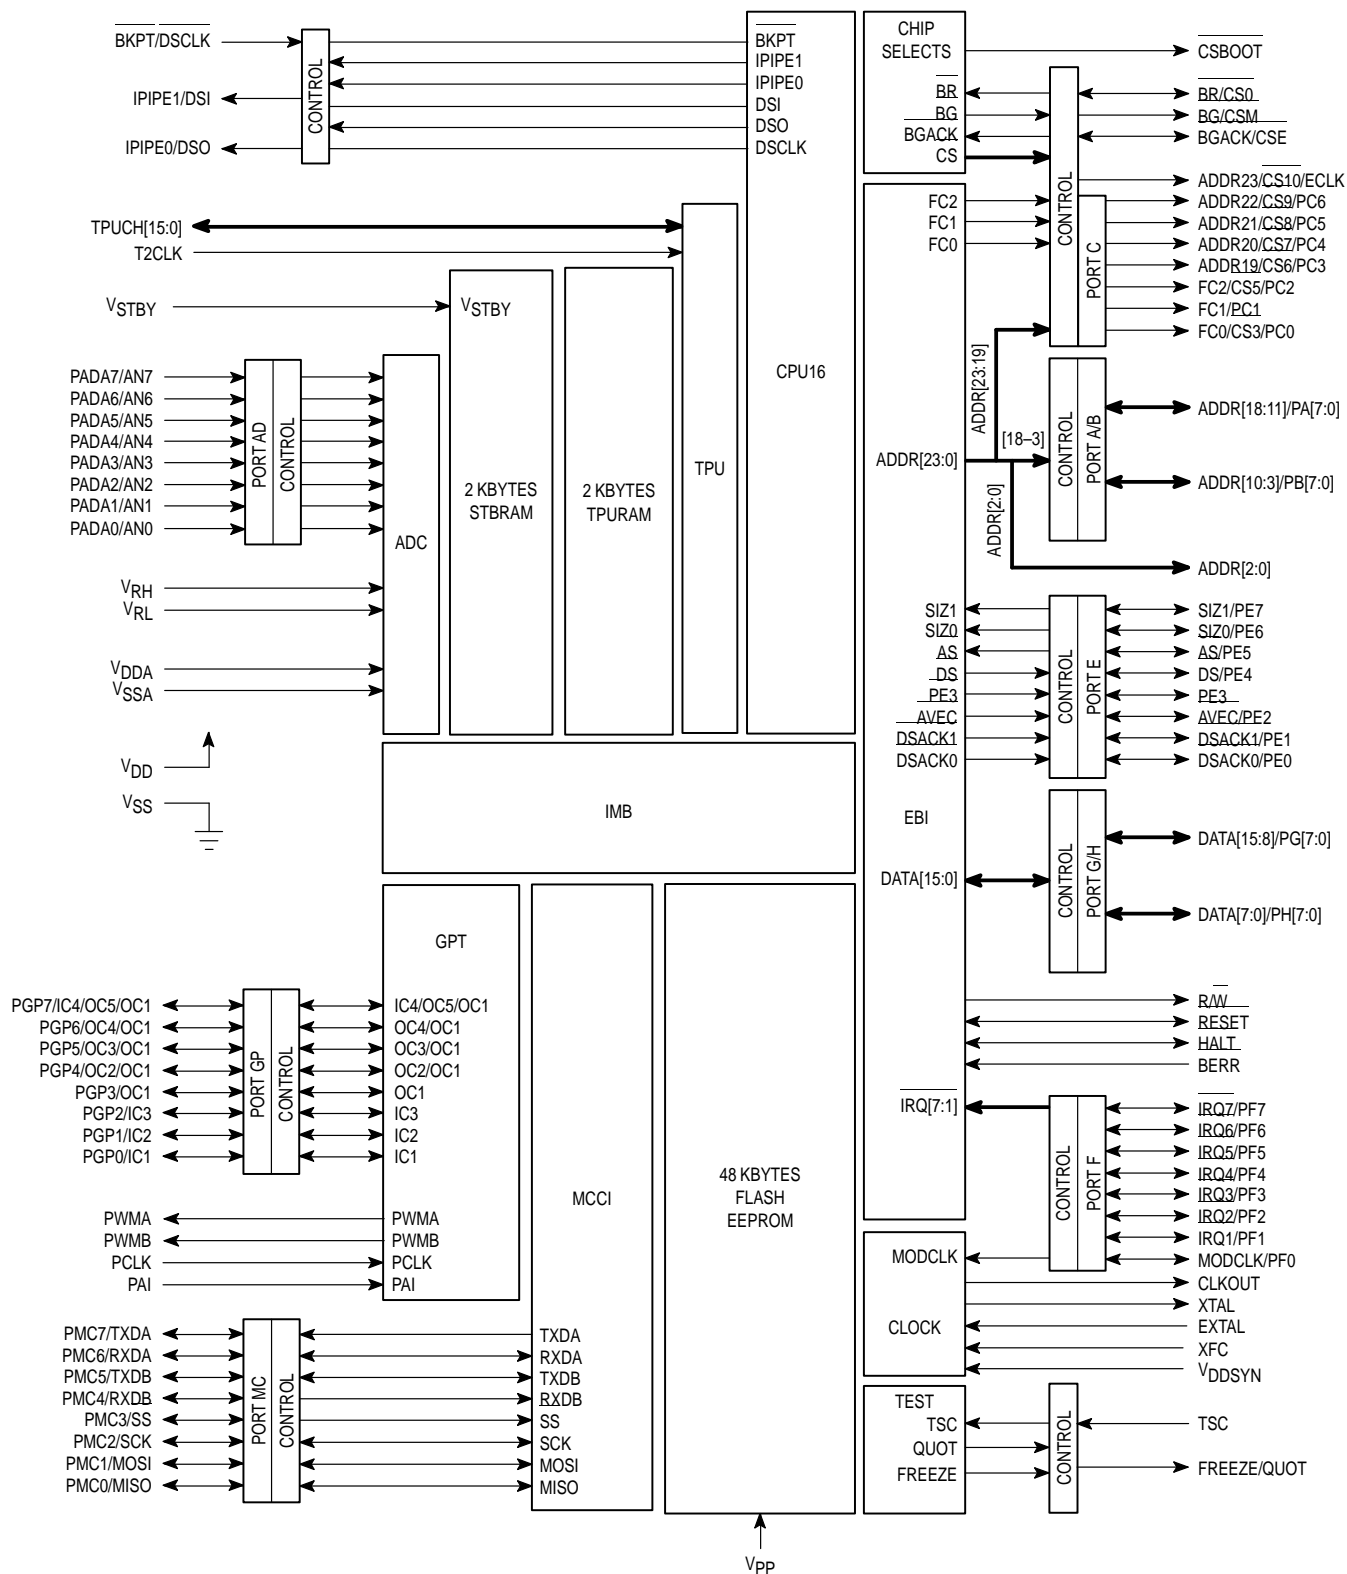 BKPT/DSCLK
IPIPE1/DSI
IPIPE0/DSO
CONTROL
BKPT
IPIPE1
IPIPE0
DSI
DSO
DSCLK
TPUCH[15:0]
T2CLK
VSTBY
VSTBY
PADA7/AN7
PADA6/AN6
PADA5/AN5
PADA4/AN4
PADA3/AN3
PADA2/AN2
PADA1/AN1
PADA0/AN0
PORT AD
CONTROL
VRH
VRL
VDDA
VSSA
VDD
VSS
ADC
2 KBYTES
STBRAM
2 KBYTES
TPURAM
TPU
CPU16
IMB
CHIP
SELECTS
BR
BG
BGACK
CS
FC2
FC1
FC0
CONTROL
PORT C
CSBOOT
BR/CS0
BG/CSM
BGACK/CSE
ADDR23/CS10/ECLK
ADDR22/CS9/PC6
ADDR21/CS8/PC5
ADDR20/CS7/PC4
ADDR19/CS6/PC3
FC2/CS5/PC2
FC1/PC1
FC0/CS3/PC0
ADDR[23:19]
ADDR[23:0]
[18–3]
ADDR[2:0]
CONTROL
PORT A/B
ADDR[18:11]/PA[7:0]
ADDR[10:3]/PB[7:0]
ADDR[2:0]
SIZ1
SIZ0
AS
DS
PE3
AVEC
DSACK1
DSACK0
CONTROL
PORT E
SIZ1/PE7
SIZ0/PE6
AS/PE5
DS/PE4
PE3
AVEC/PE2
DSACK1/PE1
DSACK0/PE0
EBI
DATA[15:0]
CONTROL
PORT G/H
DATA[15:8]/PG[7:0]
DATA[7:0]/PH[7:0]
R/W
RESET
HALT
BERR
IRQ[7:1]
CONTROL
PORT F
IRQ7/PF7
IRQ6/PF6
IRQ5/PF5
IRQ4/PF4
IRQ3/PF3
IRQ2/PF2
IRQ1/PF1
MODCLK/PF0
MODCLK
CLOCK
CLKOUT
XTAL
EXTAL
XFC
VDDSYN
TEST
TSC
QUOT
FREEZE
CONTROL
TSC
FREEZE/QUOT
GPT
PGP7/IC4/OC5/OC1
PGP6/OC4/OC1
PGP5/OC3/OC1
PGP4/OC2/OC1
PGP3/OC1
PGP2/IC3
PGP1/IC2
PGP0/IC1
PORT GP
CONTROL
IC4/OC5/OC1
OC4/OC1
OC3/OC1
OC2/OC1
OC1
IC3
IC2
IC1
PWMA
PWMB
PCLK
PAI
PWMA
PWMB
PCLK
PAI
PMC7/TXDA
PMC6/RXDA
PMC5/TXDB
PMC4/RXDB
PMC3/SS
PMC2/SCK
PMC1/MOSI
PMC0/MISO
PORT MC
CONTROL
TXDA
RXDA
TXDB
RXDB
SS
SCK
MOSI
MISO
MCCI
48 KBYTES
FLASH
EEPROM
VPP